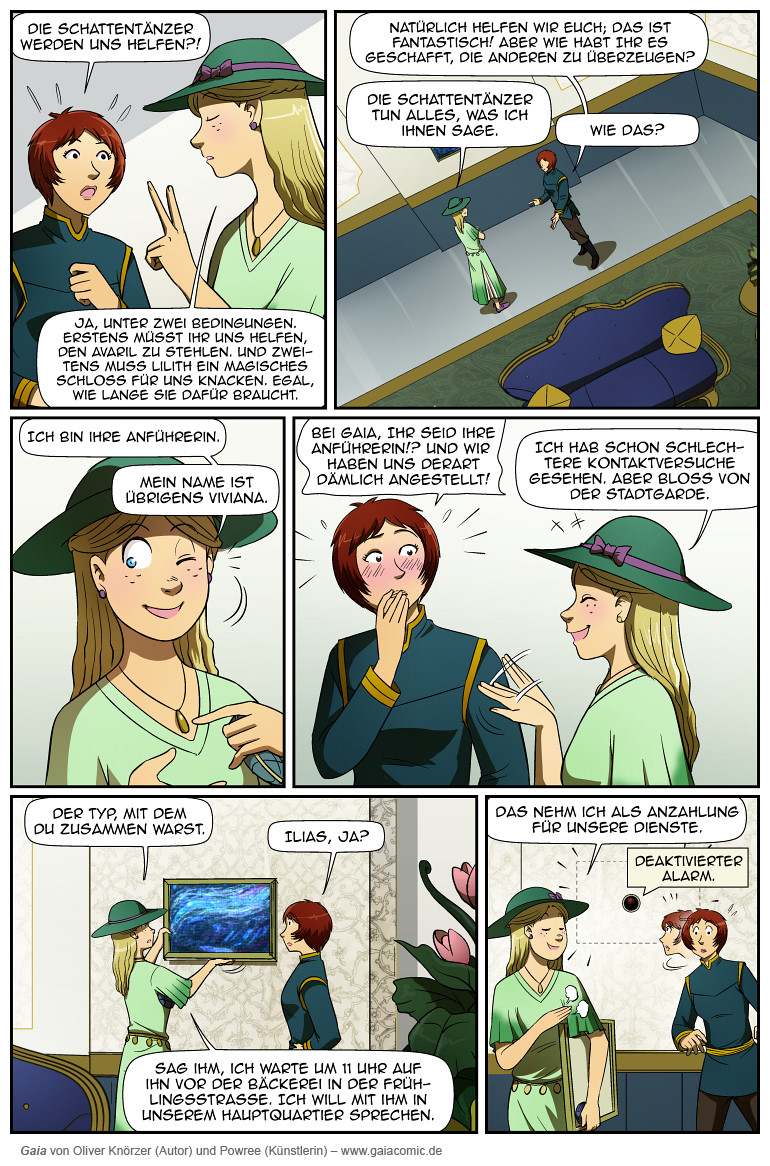 DIE SCHATTENTÄNZER
WERDEN UNS HELFEN?!
JA, UNTER ZWEI BEDINGUNGEN.
ERSTENS MÜSST IHR UNS HELFEN,
DEN AVARIL ZU STEHLEN. UND ZWEI-
TENS MUSS LILITH EIN MAGISCHES
SCHLOSS FÜR UNS KNACKEN. EGAL,
WIE LANGE SIE DAFÜR BRAUCHT.
NATÜRLICH HELFEN WIR EUCH; DAS IST
FANTASTISCH! ABER WIE HABT IHR ES
GESCHAFFT, DIE ANDEREN ZU ÜBERZEUGEN?
DIE SCHATTENTÄNZER
TUN ALLES, WAS ICH
IHNEN SAGE.
WIE DAS?
ICH BIN IHRE ANFÜHRERIN.
MEIN NAME IST
ÜBRIGENS VIVIANA.
BEI GAIA, IHR SEID IHRE
ANFÜHRERIN!? UND WIR
HABEN UNS DERART
DÄMLICH ANGESTELLT!
ICH HAB SCHON SCHLECH-
TERE KONTAKTVERSUCHE
GESEHEN. ABER BLOSS VON
DER STADTGARDE.
DER TYP, MIT DEM
DU ZUSAMMEN WARST.
ILIAS, JA?
SAG IHM, ICH WARTE UM 11 UHR AUF
IHN VOR DER BÄCKEREI IN DER FRÜH-
LINGSSTRASSE. ICH WILL MIT IHM IN
UNSEREM HAUPTQUARTIER SPRECHEN.
DAS NEHM ICH ALS ANZAHLUNG
FÜR UNSERE DIENSTE.
DEAKTIVIERTER
ALARM.
Gaia von Oliver Knörzer (Autor) und Powree (Künstlerin) – www.gaiacomic.de